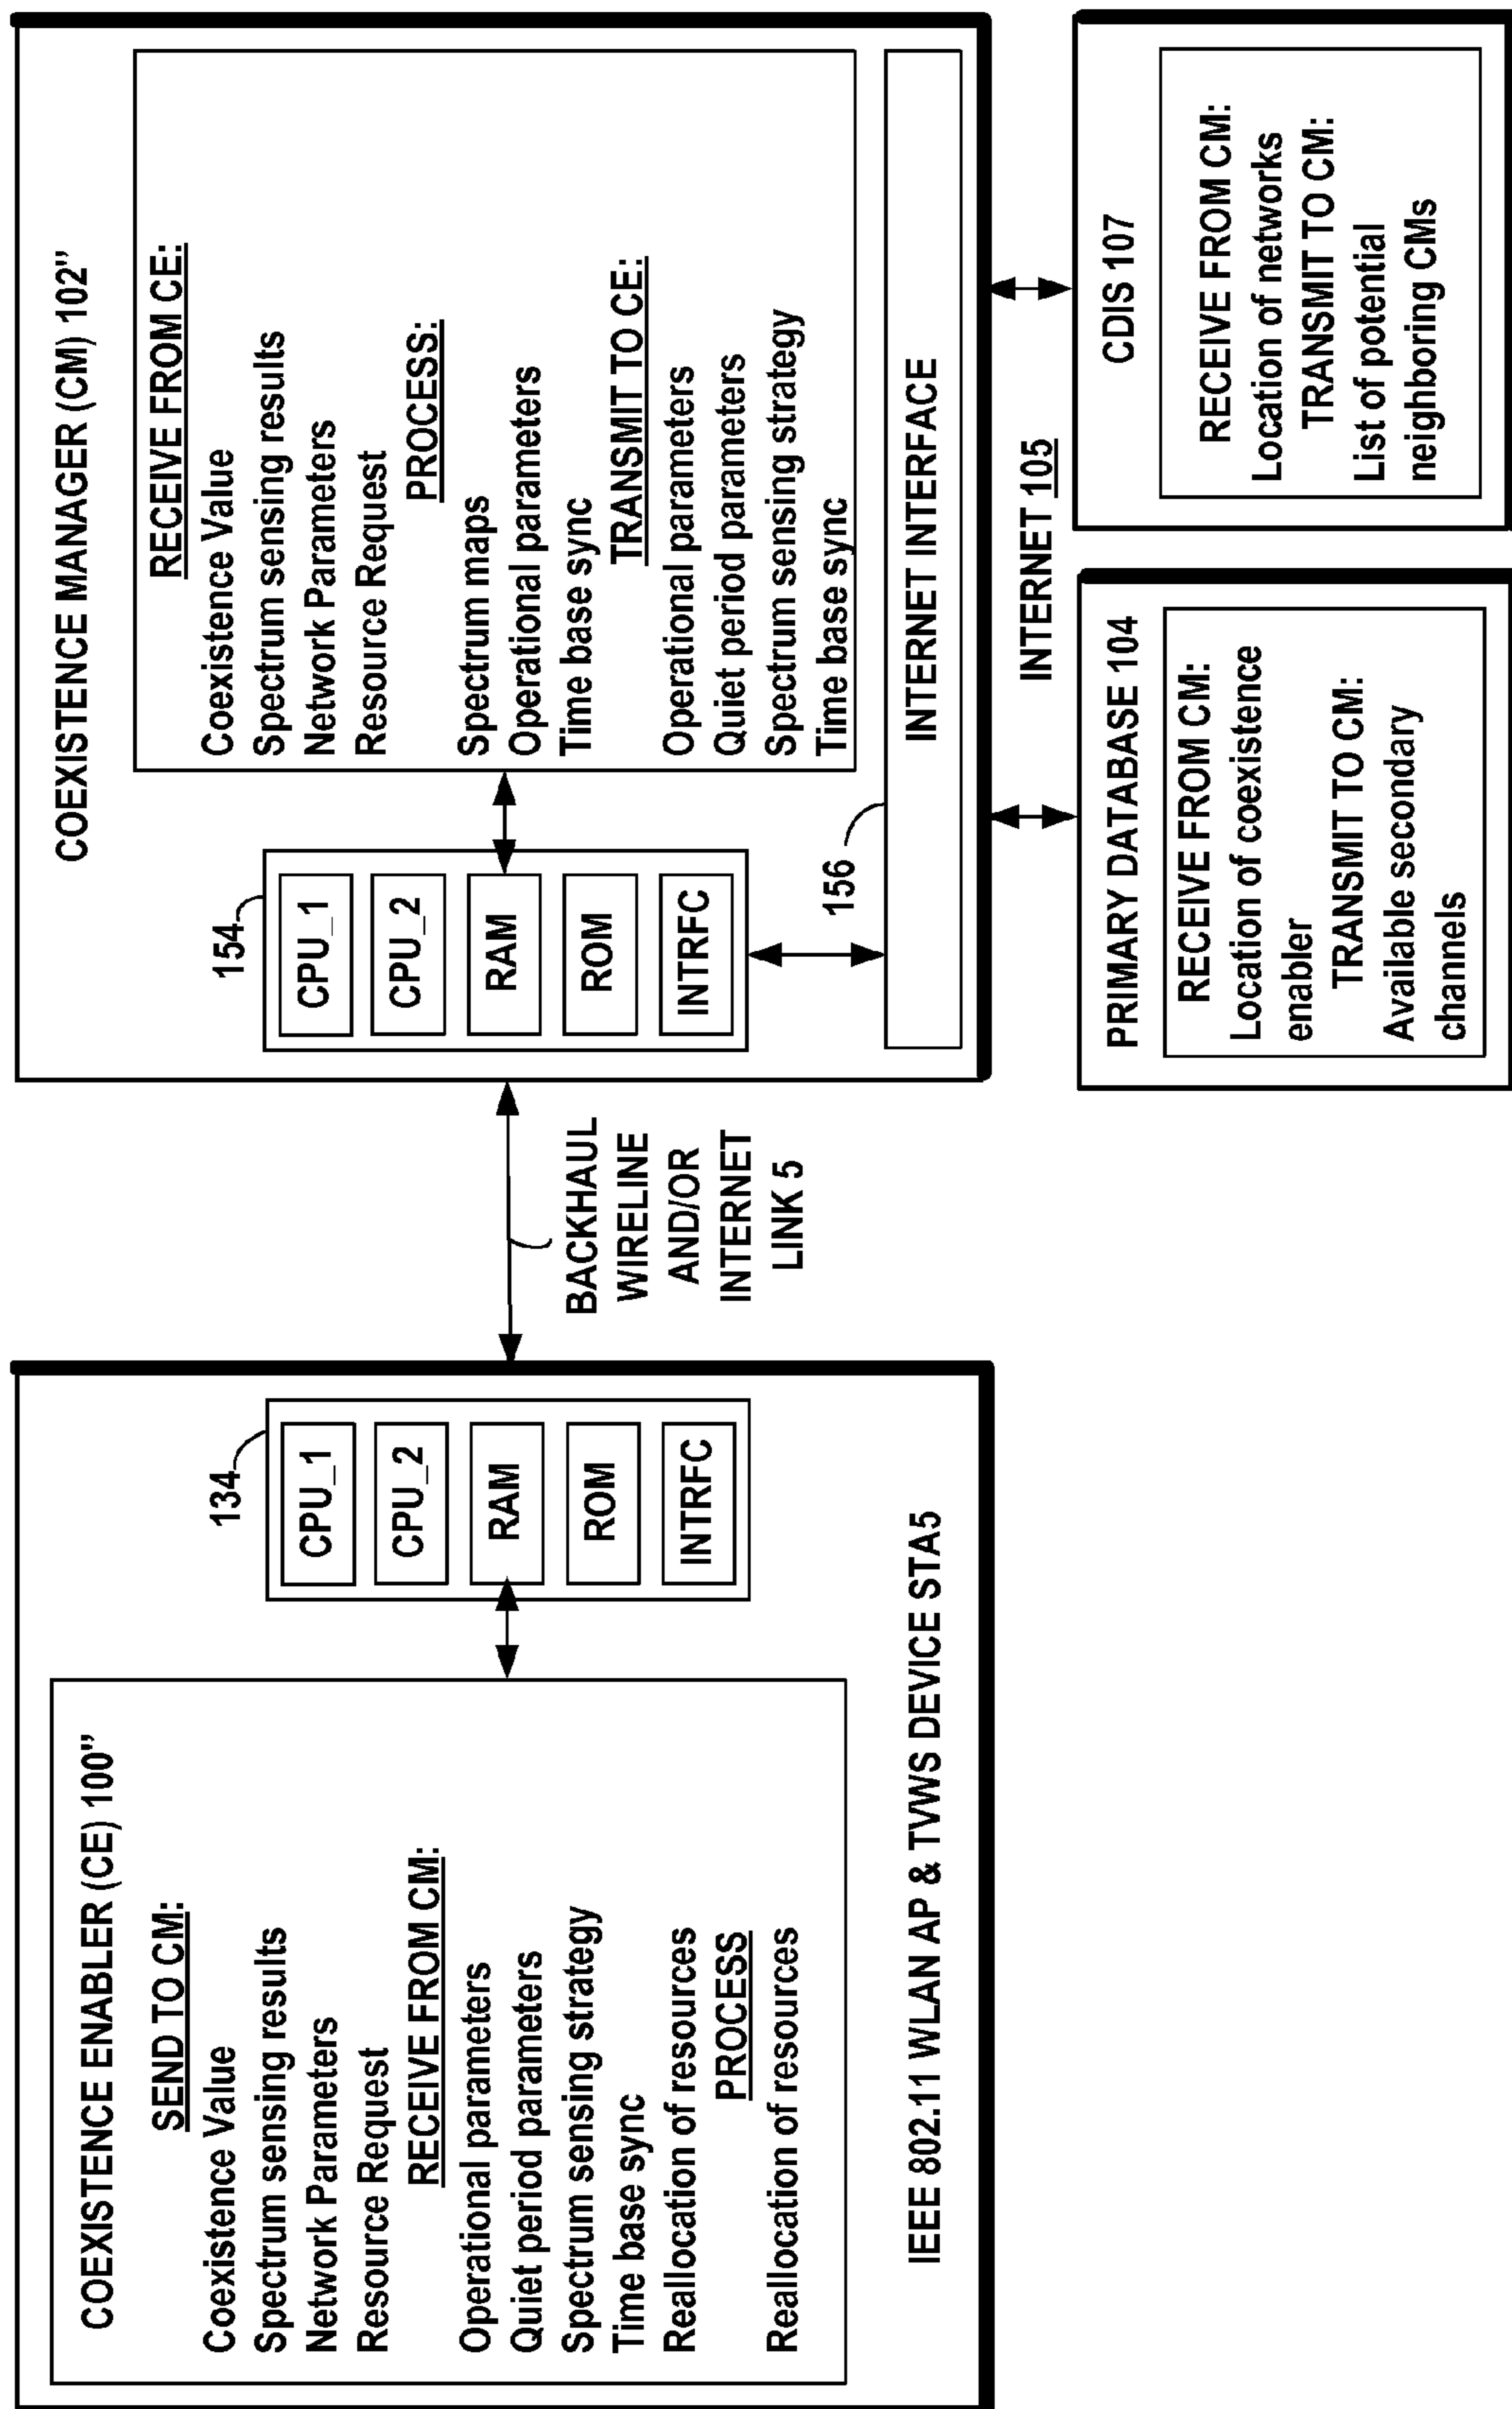 COEXISTENCE ENABLER (CE) 100”
SEND TO CM:
Coexistence Value
Spectrum sensing results
Network Parameters
Resource Request
RECEIVE FROM CM:
Operational parameters
Quiet period parameters
Spectrum sensing strategy
Time base sync
Reallocation of resources
PROCESS
Reallocation of resources
134
CPU_1
CPU_2
RAM
ROM
INTRFC
IEEE 802.11 WLAN AP & TVWS DEVICE STA5
BACKHAUL
WIRELINE
AND/OR
INTERNET
LINK 5
COEXISTENCE MANAGER (CM) 102”
154
CPU_1
CPU_2
RAM
ROM
INTRFC
RECEIVE FROM CE:
Coexistence Value
Spectrum sensing results
Network Parameters
Resource Request
PROCESS:
Spectrum maps
Operational parameters
Time base sync
TRANSMIT TO CE:
Operational parameters
Quiet period parameters
Spectrum sensing strategy
Time base sync
156
INTERNET INTERFACE
INTERNET 105
PRIMARY DATABASE 104
RECEIVE FROM CM:
Location of coexistence
enabler
TRANSMIT TO CM:
Available secondary
channels
CDIS 107
RECEIVE FROM CM:
Location of networks
TRANSMIT TO CM:
List of potential
neighboring CMs